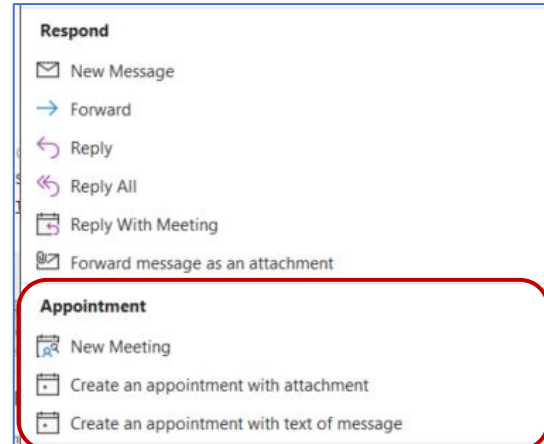 Respond
New Message
Forward
Reply
Reply All
Reply With Meeting
Forward message as an attachment
Appointment
New Meeting
Create an appointment with attachment
Create an appointment with text of message